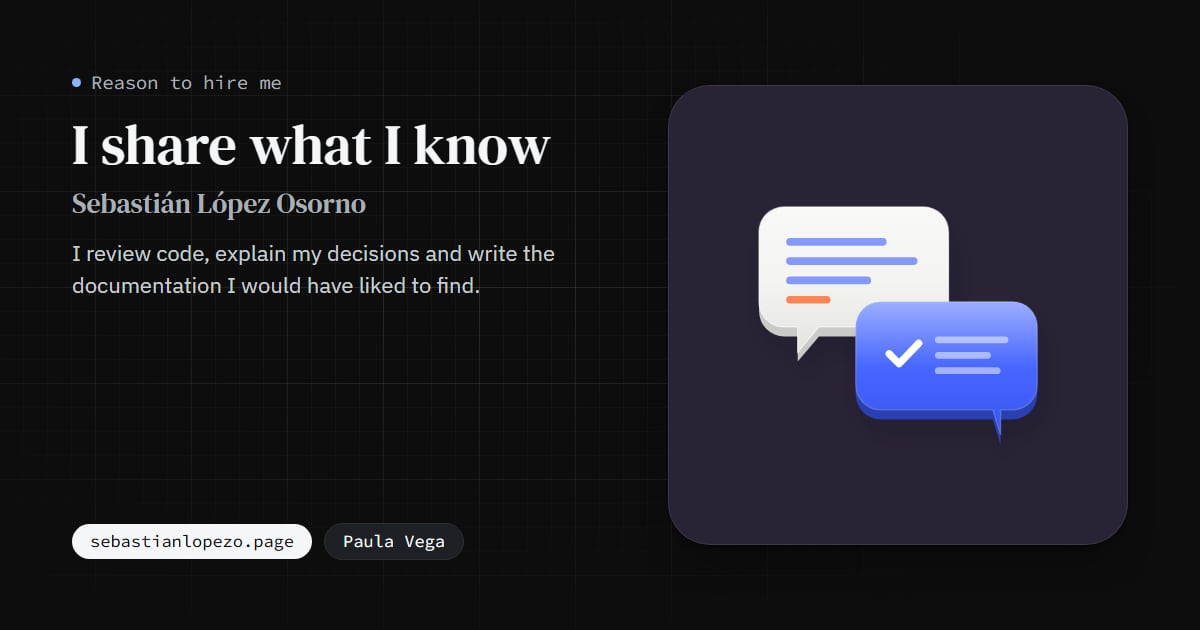 Reason to hire me
I share what I know
Sebastián López Osorno
I review code, explain my decisions and write the
documentation I would have liked to find.
sebastianlopezo.page
Paula Vega